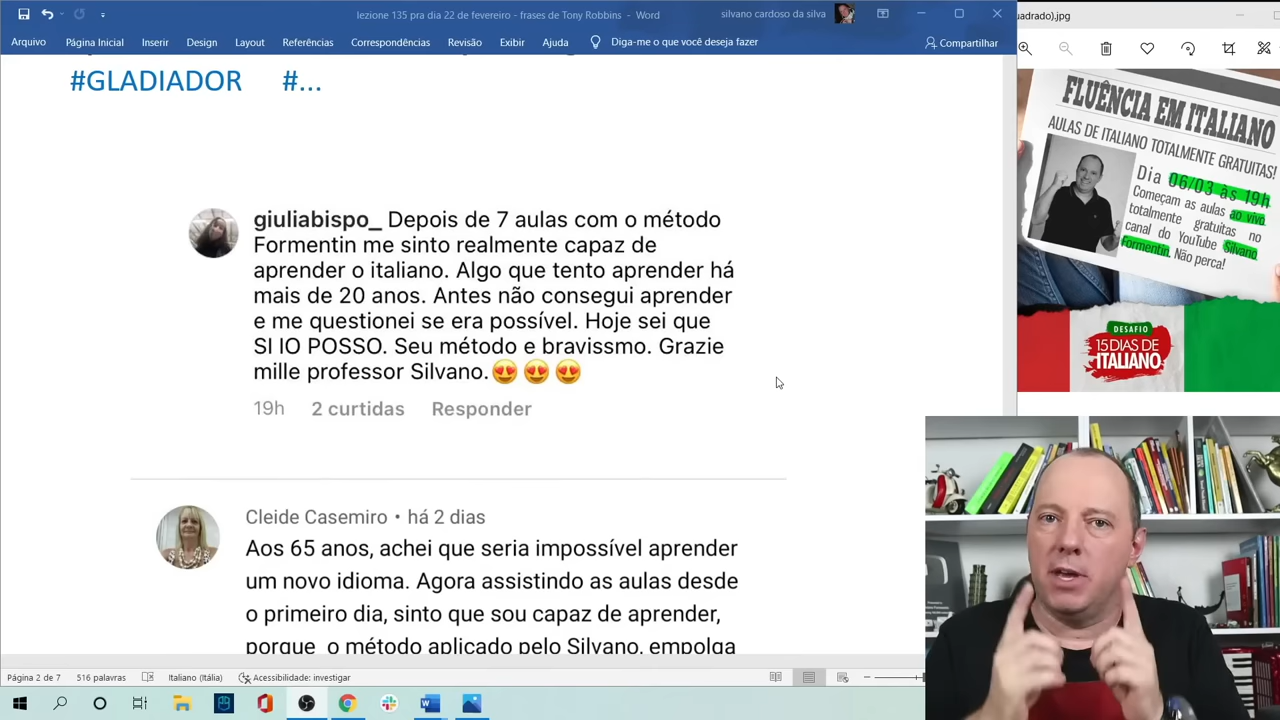 lezione 135 pra dia 22 de fevereiro - frases de Tony Robbins - Word
silvano cardoso da silva
Arquivo Página Inicial Inserir Design Layout Referências Correspondências Revisão Exibir Ajuda Diga-me o que você deseja fazer Compartilhar
#GLADIADOR #...
giuliabispo_ Depois de 7 aulas com o método
Formentin me sinto realmente capaz de
aprender o italiano. Algo que tento aprender há
mais de 20 anos. Antes não consegui aprender
e me questionei se era possível. Hoje sei que
SI IO POSSO. Seu método e bravissmo. Grazie
mille professor Silvano.😍😍😍
19h 2 curtidas Responder
Cleide Casemiro • há 2 dias
Aos 65 anos, achei que seria impossível aprender
um novo idioma. Agora assistindo as aulas desde
o primeiro dia, sinto que sou capaz de aprender,
porque o método aplicado pelo Silvano, empolga
Página 2 de 7 516 palavras Italiano (Itália) Acessibilidade: investigar
uadrado).jpg
FLUÊNCIA EM ITALIANO
AULAS DE ITALIANO TOTALMENTE GRATUITAS!
Dia 06/03 às 19h
Começam as aulas ao vivo
totalmente gratuitas no
canal do YouTube Silvano
Formentin. Não perca!
DESAFIO
15 DIAS DE
ITALIANO